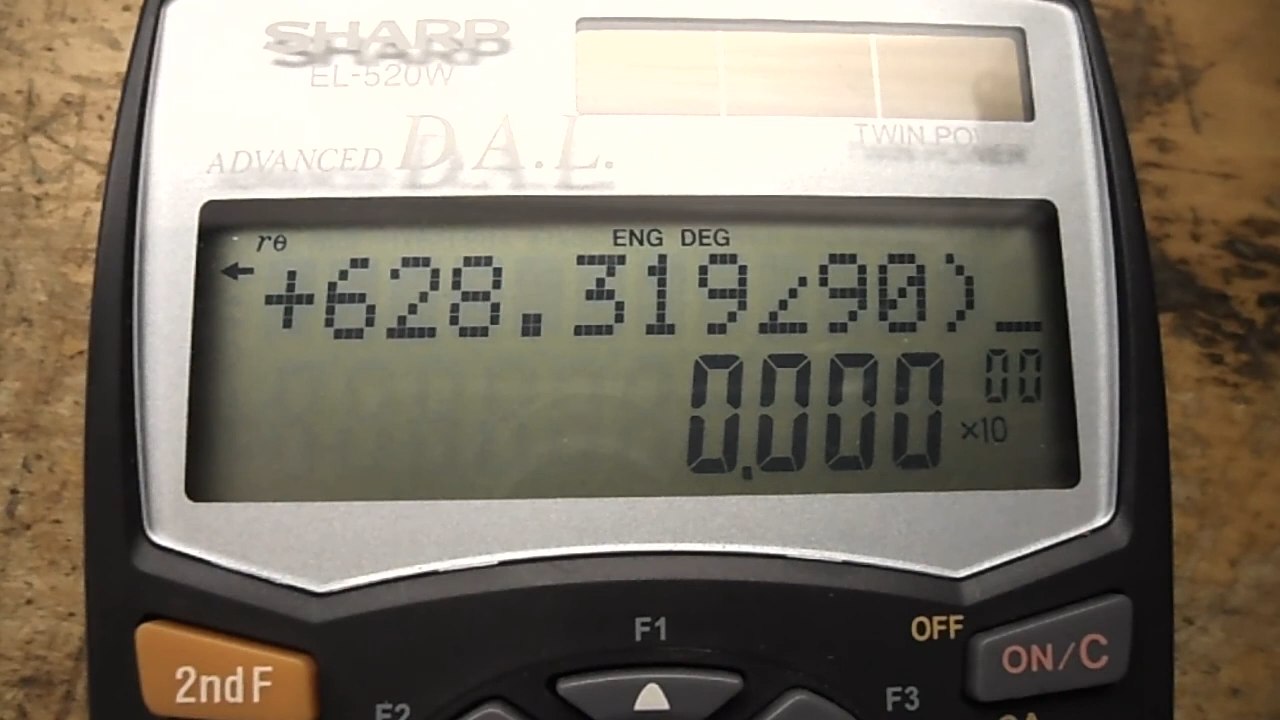 SHARP
EL-520W
ADVANCED D.A.L.
TWIN POWER
rθ ENG DEG
←+628.319∠90)_
0.000 ×10 00
F1
OFF
2ndF
ON/C
F2
F3
CA